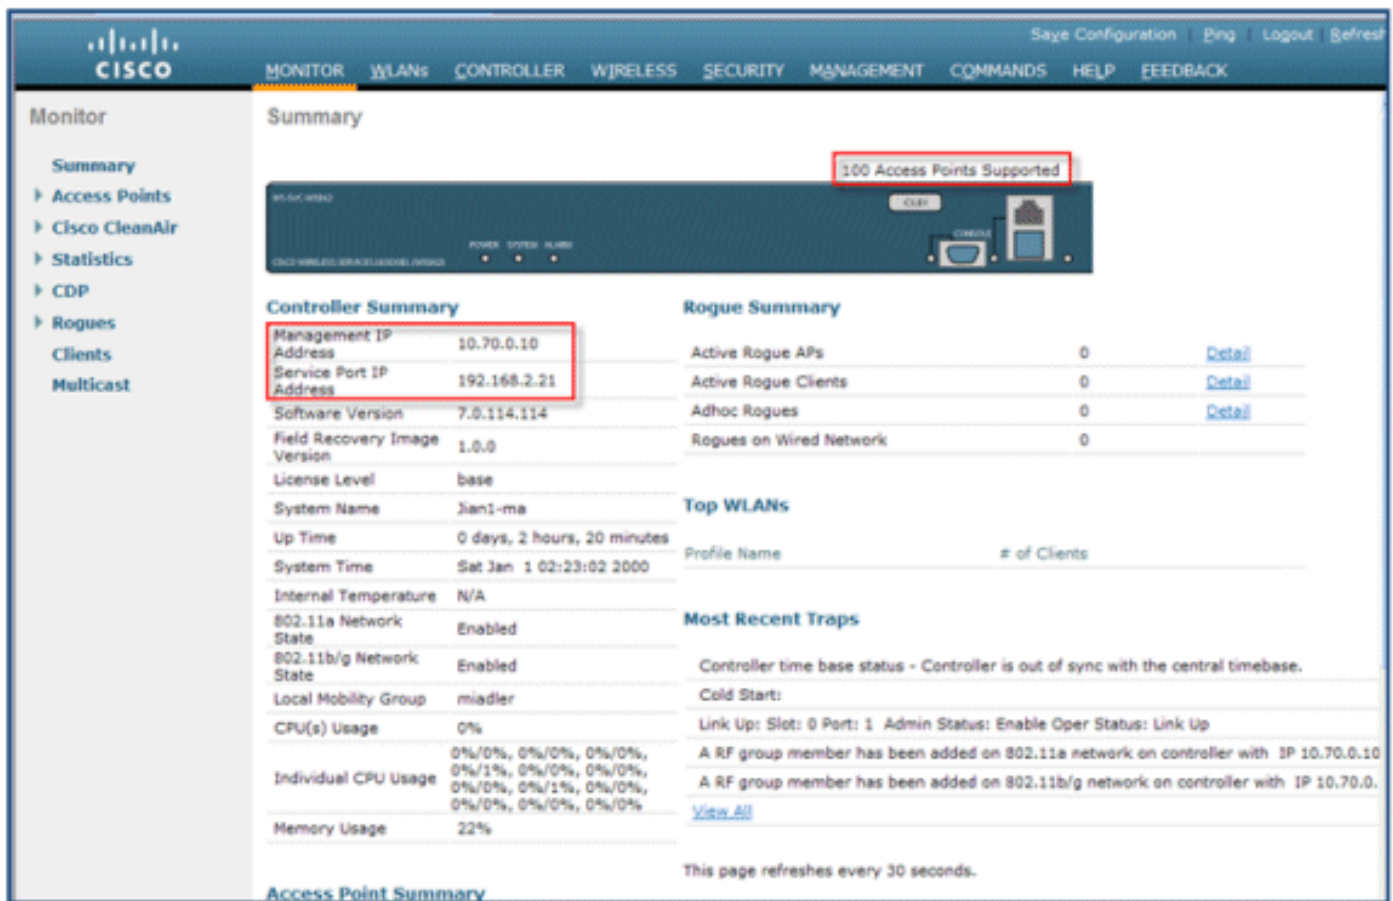 Save Configuration | Ping | Logout | Refresh
CISCO
MONITOR WLANs CONTROLLER WIRELESS SECURITY MANAGEMENT COMMANDS HELP FEEDBACK
Monitor
Summary
Access Points
Cisco CleanAir
Statistics
CDP
Rogues
Clients
Multicast
Summary
100 Access Points Supported
POWER SYSTEM ALARM
CONSOLE
Controller Summary
Management IP
Address
10.70.0.10
Service Port IP
Address
192.168.2.21
Software Version 7.0.114.114
Field Recovery Image
Version
1.0.0
License Level base
System Name Jian1-ma
Up Time 0 days, 2 hours, 20 minutes
System Time Sat Jan 1 02:23:02 2000
Internal Temperature N/A
802.11a Network
State
Enabled
802.11b/g Network
State
Enabled
Local Mobility Group miadler
CPU(s) Usage 0%
Individual CPU Usage
0%/0%, 0%/0%, 0%/0%,
0%/1%, 0%/0%, 0%/0%,
0%/0%, 0%/1%, 0%/0%,
0%/0%, 0%/0%, 0%/0%
Memory Usage 22%
Access Point Summary
Rogue Summary
Active Rogue APs 0 Detail
Active Rogue Clients 0 Detail
Adhoc Rogues 0 Detail
Rogues on Wired Network 0
Top WLANs
Profile Name # of Clients
Most Recent Traps
Controller time base status - Controller is out of sync with the central timebase.
Cold Start:
Link Up: Slot: 0 Port: 1 Admin Status: Enable Oper Status: Link Up
A RF group member has been added on 802.11a network on controller with IP 10.70.0.10
A RF group member has been added on 802.11b/g network on controller with IP 10.70.0.
View All
This page refreshes every 30 seconds.